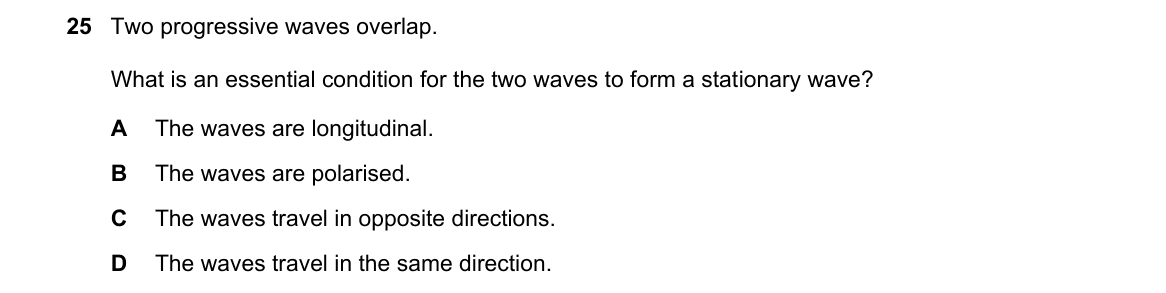 25 Two progressive waves overlap.
What is an essential condition for the two waves to form a stationary wave?
A The waves are longitudinal.
B The waves are polarised.
C The waves travel in opposite directions.
D The waves travel in the same direction.